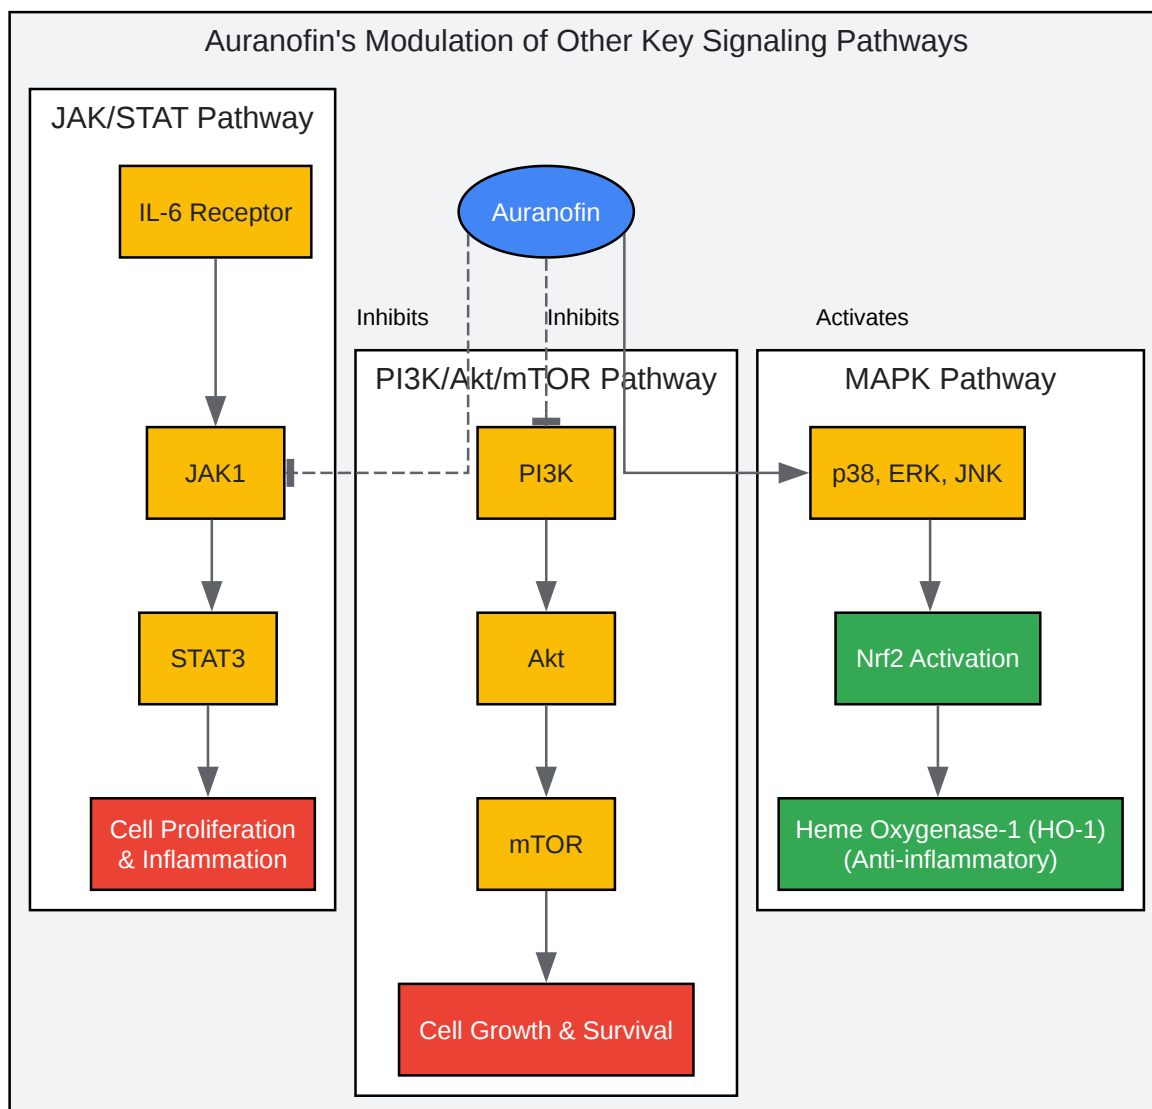 Auranofin's Modulation of Other Key Signaling Pathways
JAK/STAT Pathway
IL-6 Receptor
Auranofin
Inhibits
Inhibits
Activates
PI3K/Akt/mTOR Pathway
MAPK Pathway
JAK1
PI3K
p38, ERK, JNK
STAT3
Akt
Nrf2 Activation
Cell Proliferation
& Inflammation
mTOR
Heme Oxygenase-1 (HO-1)
(Anti-inflammatory)
Cell Growth & Survival